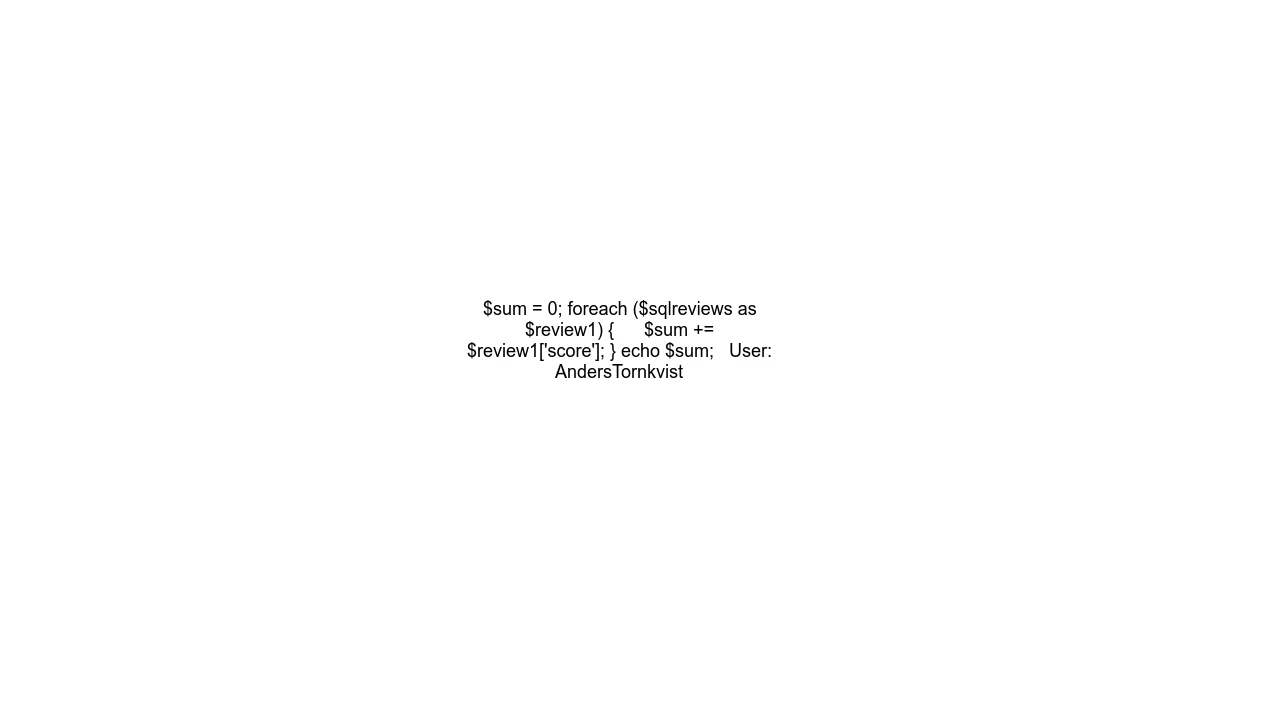 $sum = 0; foreach ($sqlreviews as
$review1) {      $sum +=
$review1['score']; } echo $sum;   User:
AndersTornkvist